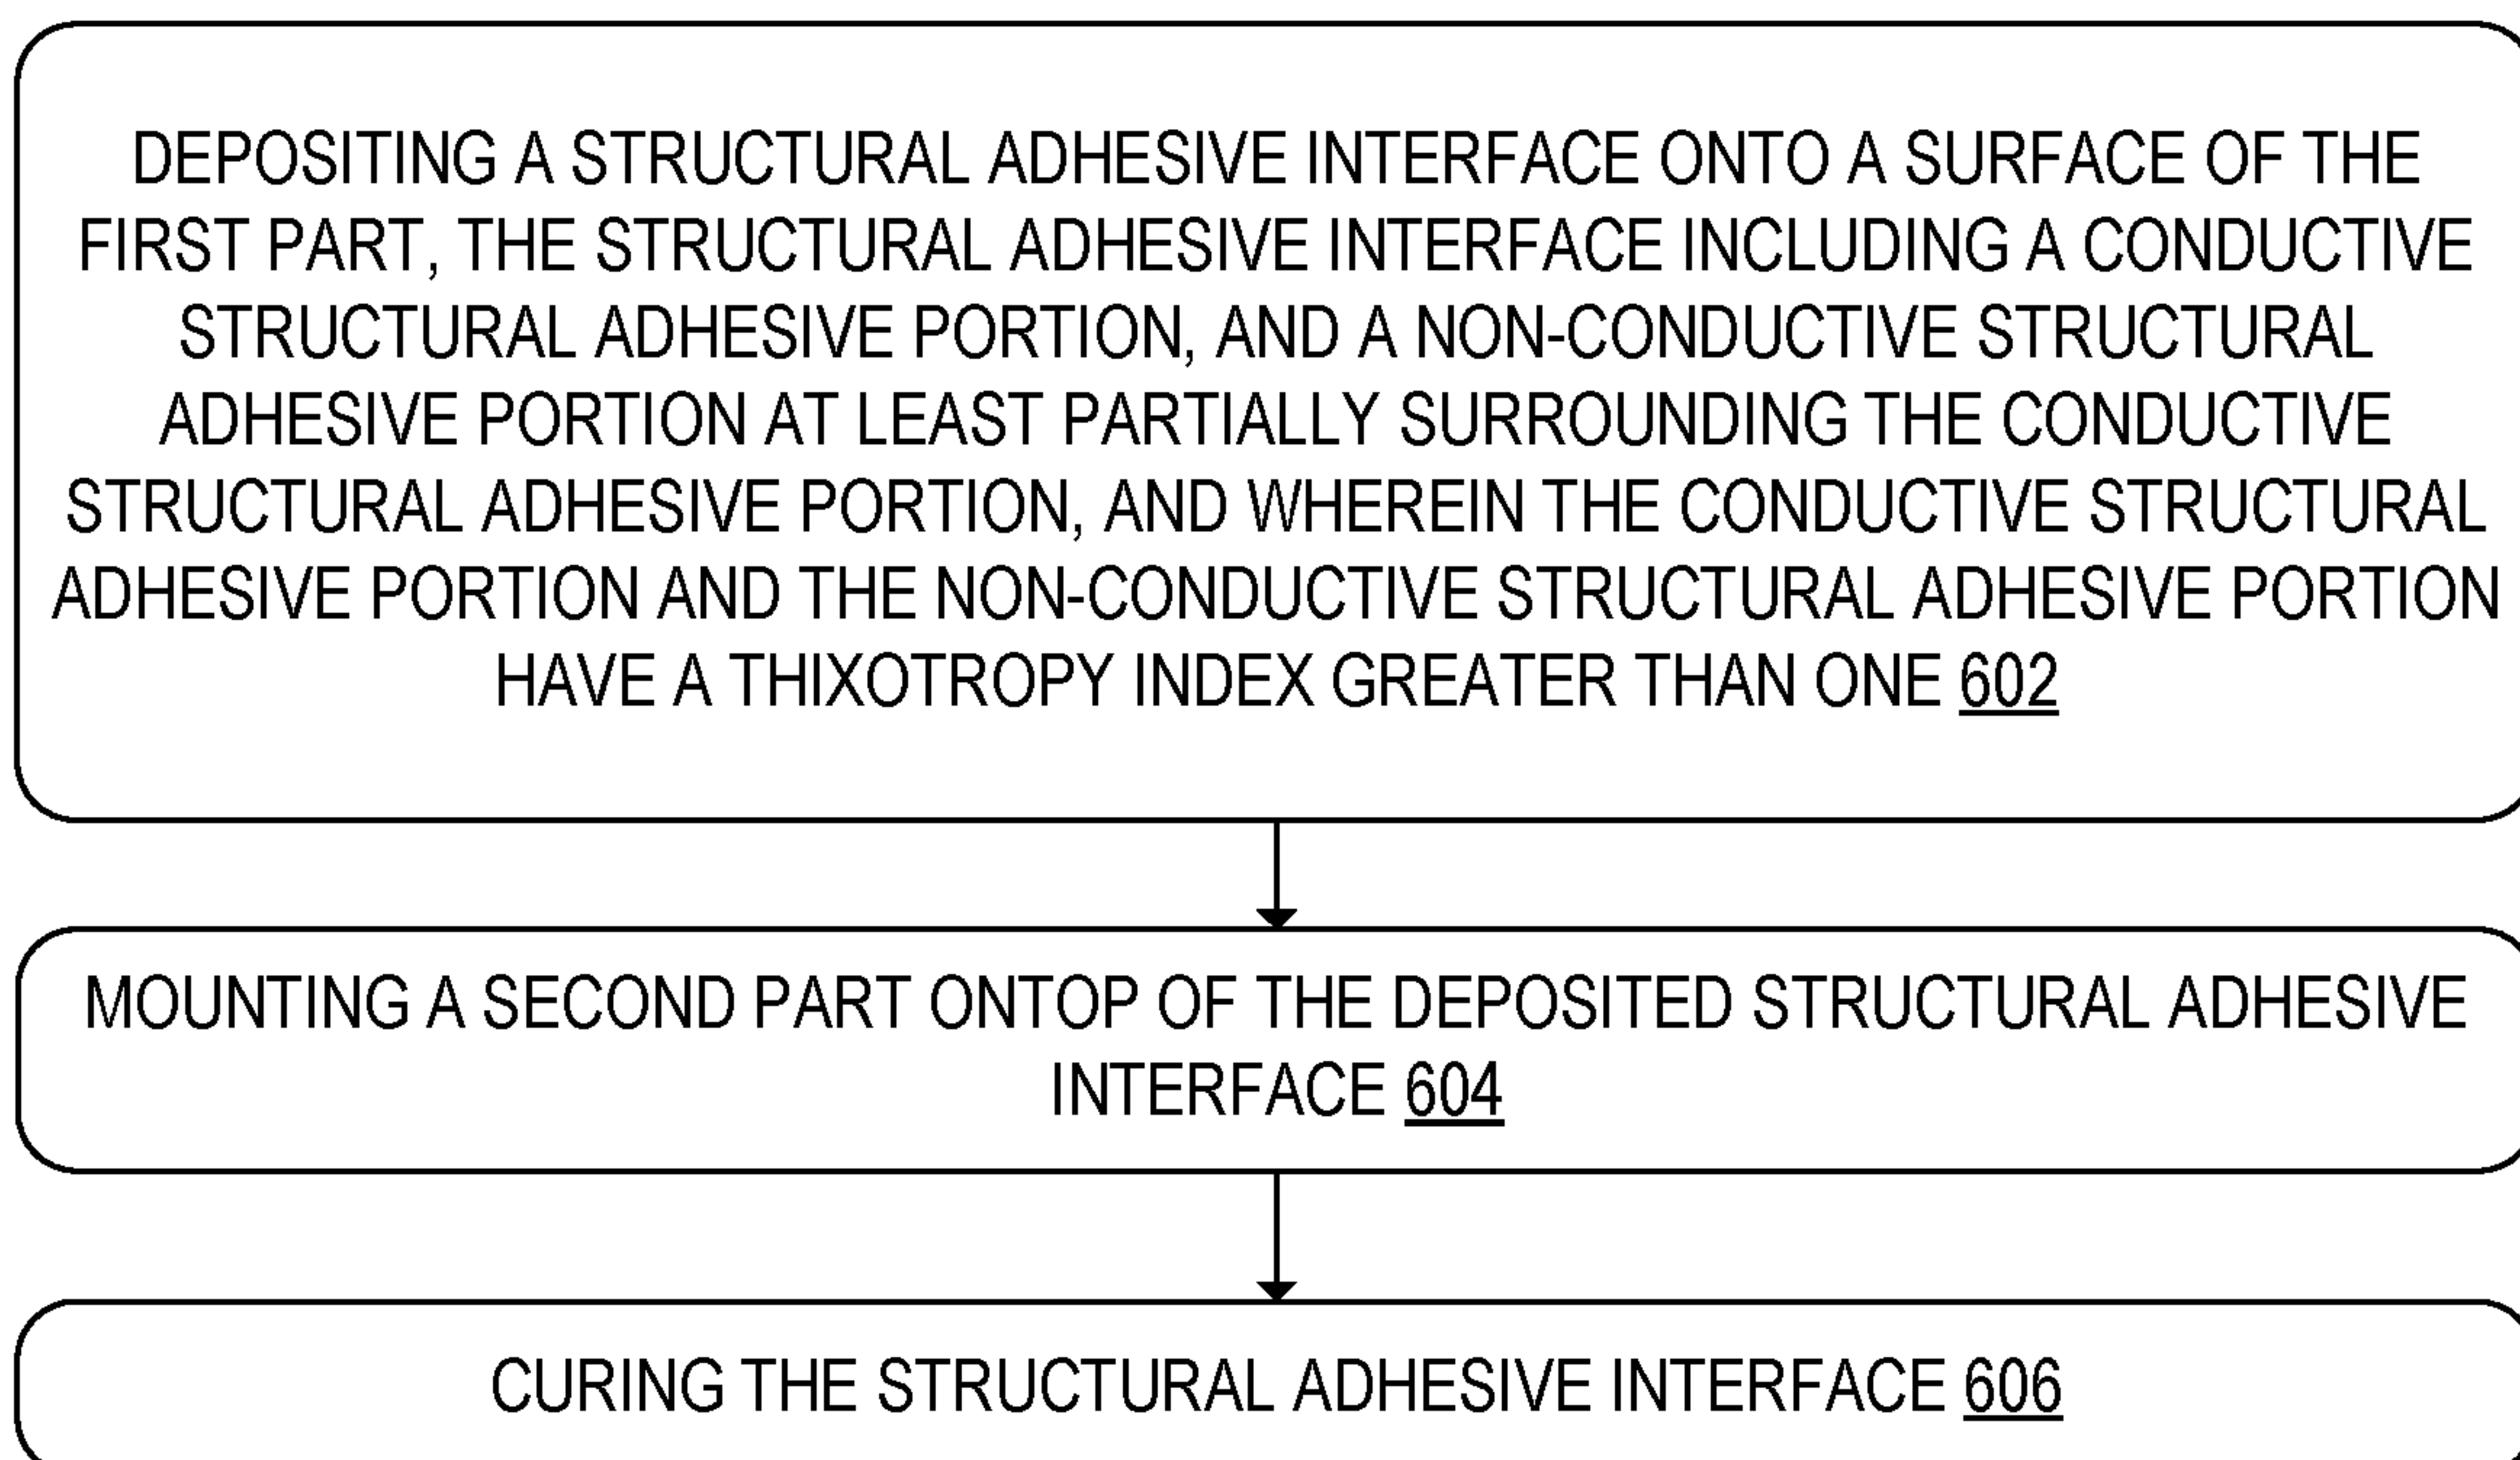 DEPOSITING A STRUCTURAL ADHESIVE INTERFACE ONTO A SURFACE OF THE
FIRST PART, THE STRUCTURAL ADHESIVE INTERFACE INCLUDING A CONDUCTIVE
STRUCTURAL ADHESIVE PORTION, AND A NON-CONDUCTIVE STRUCTURAL
ADHESIVE PORTION AT LEAST PARTIALLY SURROUNDING THE CONDUCTIVE
STRUCTURAL ADHESIVE PORTION, AND WHEREIN THE CONDUCTIVE STRUCTURAL
ADHESIVE PORTION AND THE NON-CONDUCTIVE STRUCTURAL ADHESIVE PORTION
HAVE A THIXOTROPY INDEX GREATER THAN ONE 602
MOUNTING A SECOND PART ONTOP OF THE DEPOSITED STRUCTURAL ADHESIVE
INTERFACE 604
CURING THE STRUCTURAL ADHESIVE INTERFACE 606